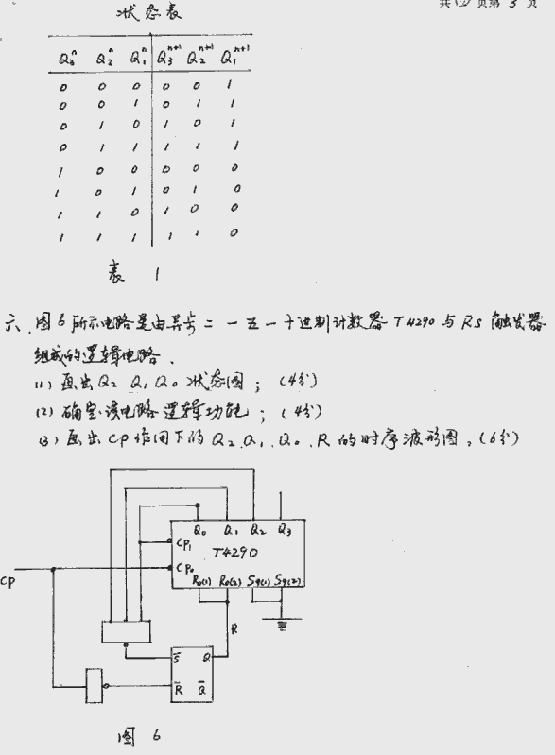 共 页第 5 页
状态表
Q₃ⁿ Q₂ⁿ Q₁ⁿ Q₃ⁿ⁺¹ Q₂ⁿ⁺¹ Q₁ⁿ⁺¹
0 0 0 0 0 1
0 0 1 0 1 1
0 1 0 1 0 1
0 1 1 1 1 1
1 0 0 0 0 0
1 0 1 0 1 0
1 1 0 1 0 0
1 1 1 1 1 0
表 1
六、图6所示电路是由异步二一五一十进制计数器T4290与RS触发器
组成的逻辑电路.
(1) 画出Q₂ Q₁ Q₀状态图; (4分)
(2) 确定该电路逻辑功能; (4分)
(3) 画出CP作用下的Q₂、Q₁、Q₀、R的时序波形图。(6分)
Q₀ Q₁ Q₂ Q₃
CP₁
T4290
CP₀
CP
R₀(1) R₀(2) S₉(1) S₉(2)
R
S̅ Q
R̅ Q̅
图 6